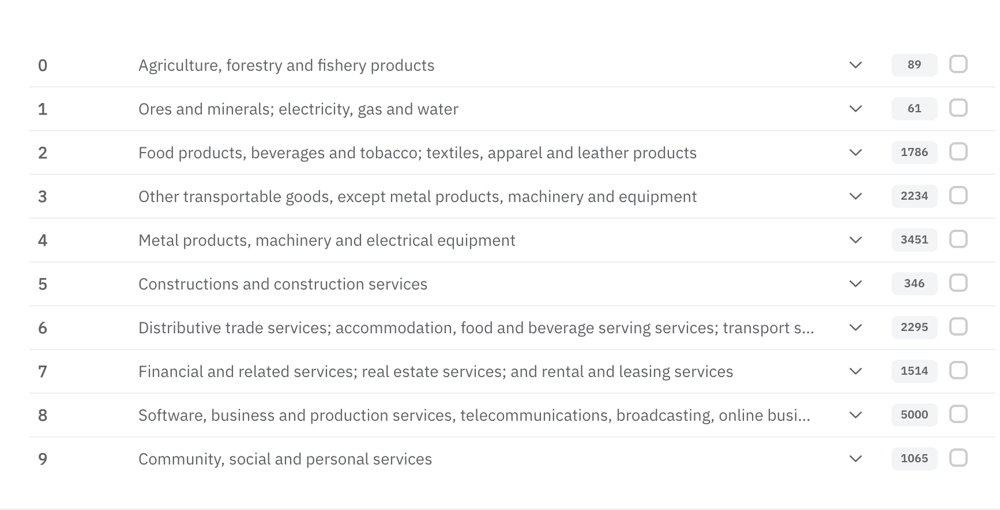 0 Agriculture, forestry and fishery products 89
1 Ores and minerals; electricity, gas and water 61
2 Food products, beverages and tobacco; textiles, apparel and leather products 1786
3 Other transportable goods, except metal products, machinery and equipment 2234
4 Metal products, machinery and electrical equipment 3451
5 Constructions and construction services 346
6 Distributive trade services; accommodation, food and beverage serving services; transport s... 2295
7 Financial and related services; real estate services; and rental and leasing services 1514
8 Software, business and production services, telecommunications, broadcasting, online busi... 5000
9 Community, social and personal services 1065